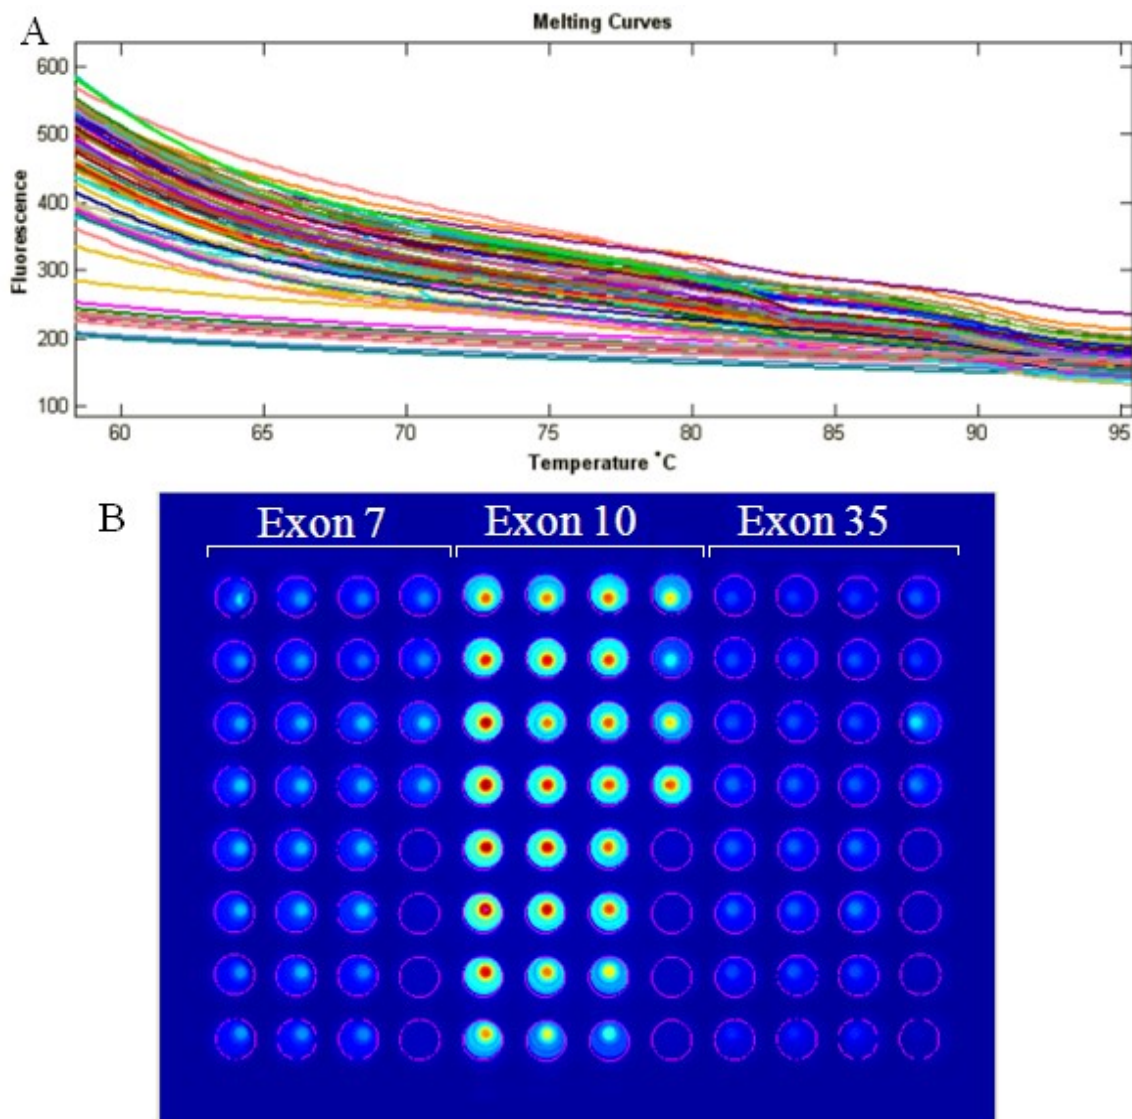 A
Melting Curves
600
500
400
300
200
100
Fluorescence
60 65 70 75 80 85 90 95
Temperature °C
B
Exon 7 Exon 10 Exon 35